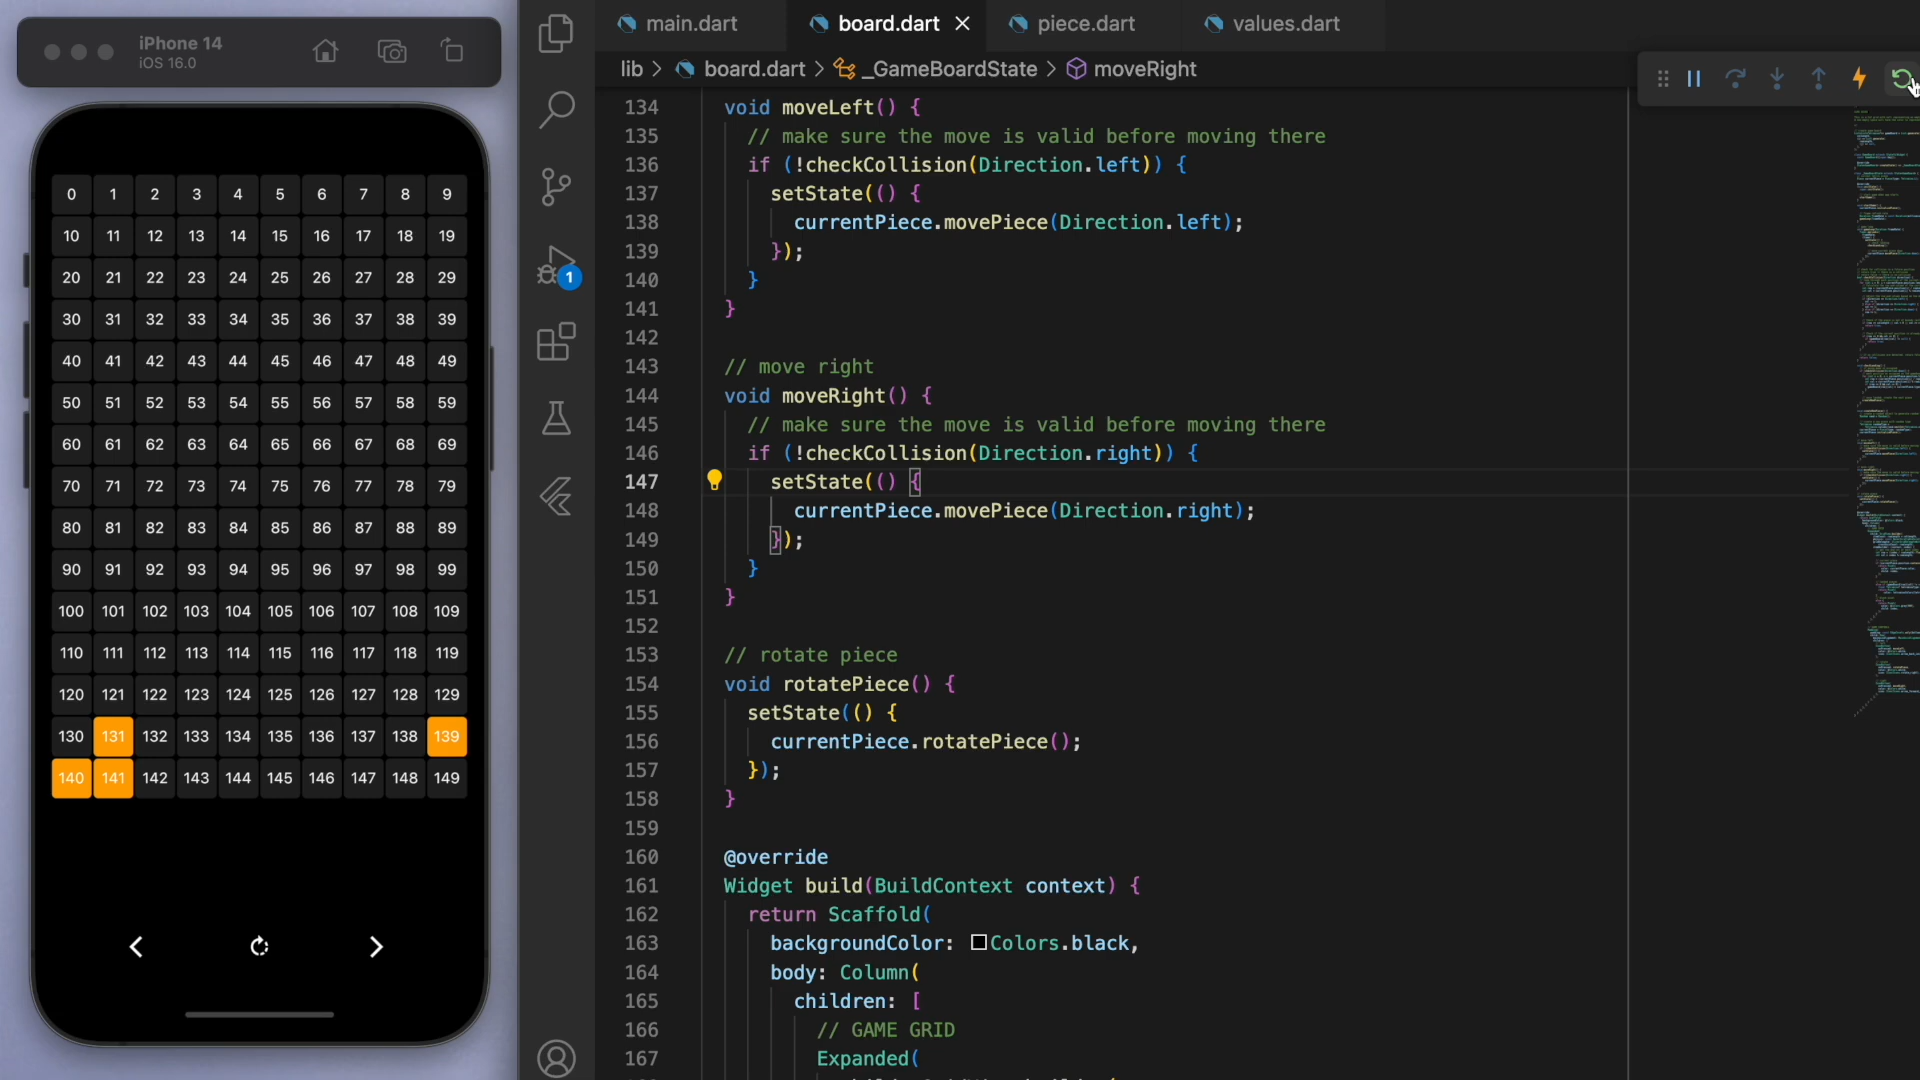 iPhone 14
iOS 16.0
0 1 2 3 4 5 6 7 8 9
10 11 12 13 14 15 16 17 18 19
20 21 22 23 24 25 26 27 28 29
30 31 32 33 34 35 36 37 38 39
40 41 42 43 44 45 46 47 48 49
50 51 52 53 54 55 56 57 58 59
60 61 62 63 64 65 66 67 68 69
70 71 72 73 74 75 76 77 78 79
80 81 82 83 84 85 86 87 88 89
90 91 92 93 94 95 96 97 98 99
100 101 102 103 104 105 106 107 108 109
110 111 112 113 114 115 116 117 118 119
120 121 122 123 124 125 126 127 128 129
130 131 132 133 134 135 136 137 138 139
140 141 142 143 144 145 146 147 148 149
1
main.dart board.dart piece.dart values.dart
lib > board.dart > _GameBoardState > moveRight
134 void moveLeft() {
135 // make sure the move is valid before moving there
136 if (!checkCollision(Direction.left)) {
137 setState(() {
138 currentPiece.movePiece(Direction.left);
139 });
140 }
141 }
142
143 // move right
144 void moveRight() {
145 // make sure the move is valid before moving there
146 if (!checkCollision(Direction.right)) {
147 setState(() {
148 currentPiece.movePiece(Direction.right);
149 });
150 }
151 }
152
153 // rotate piece
154 void rotatePiece() {
155 setState(() {
156 currentPiece.rotatePiece();
157 });
158 }
159
160 @override
161 Widget build(BuildContext context) {
162 return Scaffold(
163 backgroundColor: Colors.black,
164 body: Column(
165 children: [
166 // GAME GRID
167 Expanded(